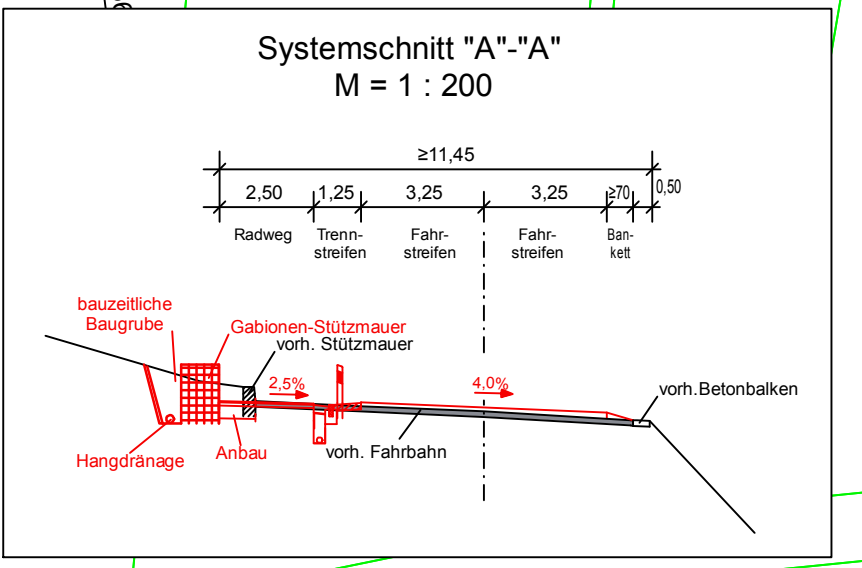 Systemschnitt "A"-"A"
M = 1 : 200
≥11,45
2,50
1,25
3,25
3,25
≥70
0,50
Radweg
Trenn-
streifen
Fahr-
streifen
Fahr-
streifen
Ban-
kett
bauzeitliche
Baugrube
Gabionen-Stützmauer
vorh. Stützmauer
2,5%
4,0%
vorh.Betonbalken
Hangdränage
Anbau
vorh. Fahrbahn